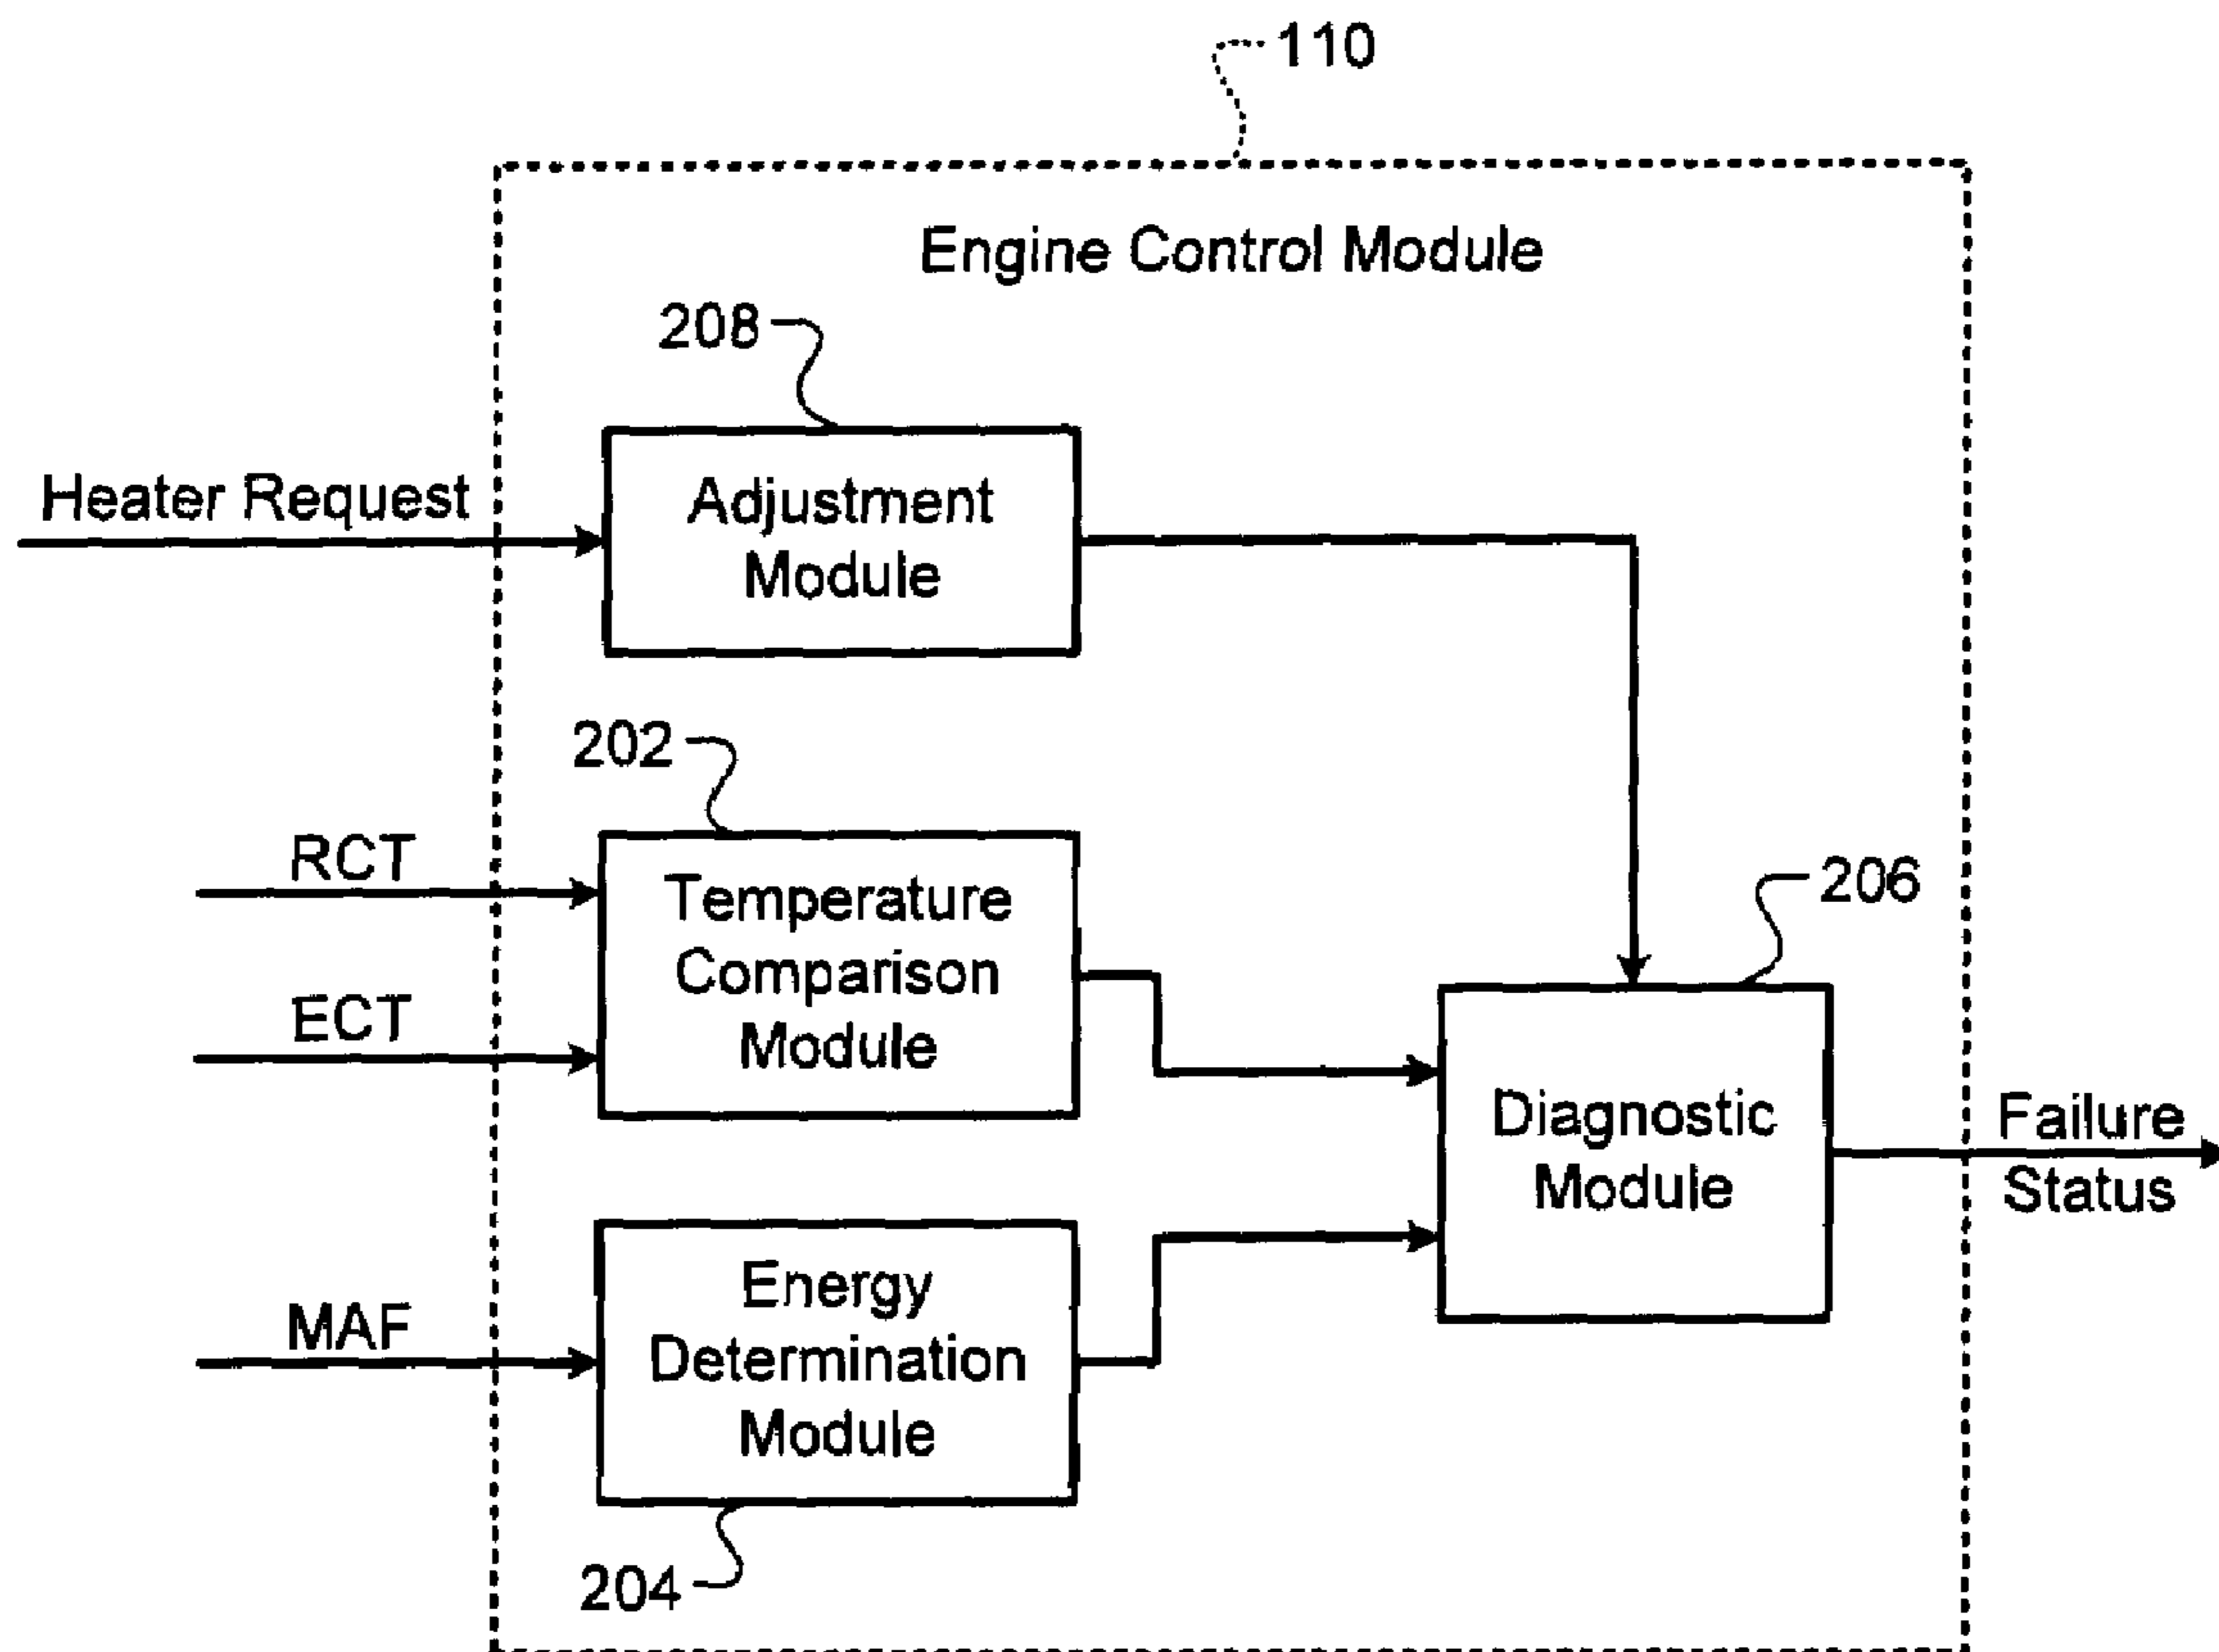 110
Engine Control Module
208
Heater Request
Adjustment
Module
202
RCT
Temperature
Comparison
Module
ECT
206
Diagnostic
Module
Failure
Status
MAF
Energy
Determination
Module
204